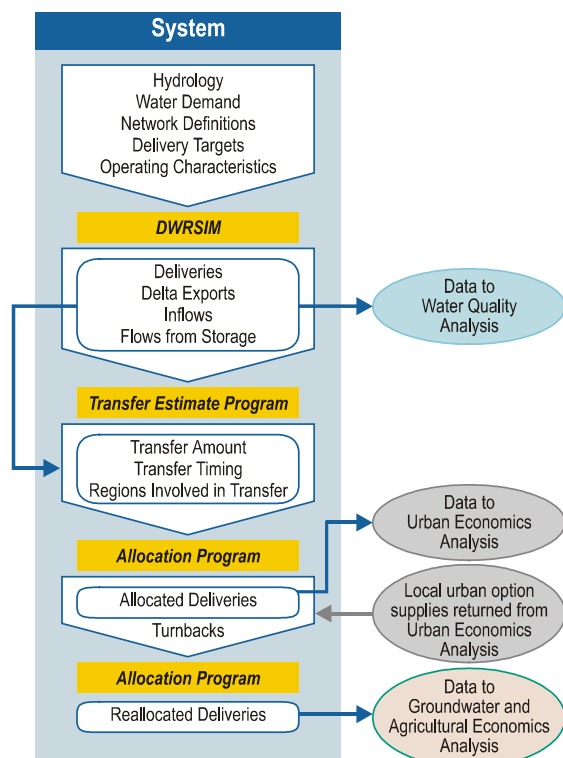 System
Hydrology
Water Demand
Network Definitions
Delivery Targets
Operating Characteristics
DWRSIM
Deliveries
Delta Exports
Inflows
Flows from Storage
Data to
Water Quality
Analysis
Transfer Estimate Program
Transfer Amount
Transfer Timing
Regions Involved in Transfer
Data to
Urban Economics
Analysis
Allocation Program
Allocated Deliveries
Turnbacks
Local urban option
supplies returned from
Urban Economics
Analysis
Allocation Program
Reallocated Deliveries
Data to
Groundwater and
Agricultural Economics
Analysis